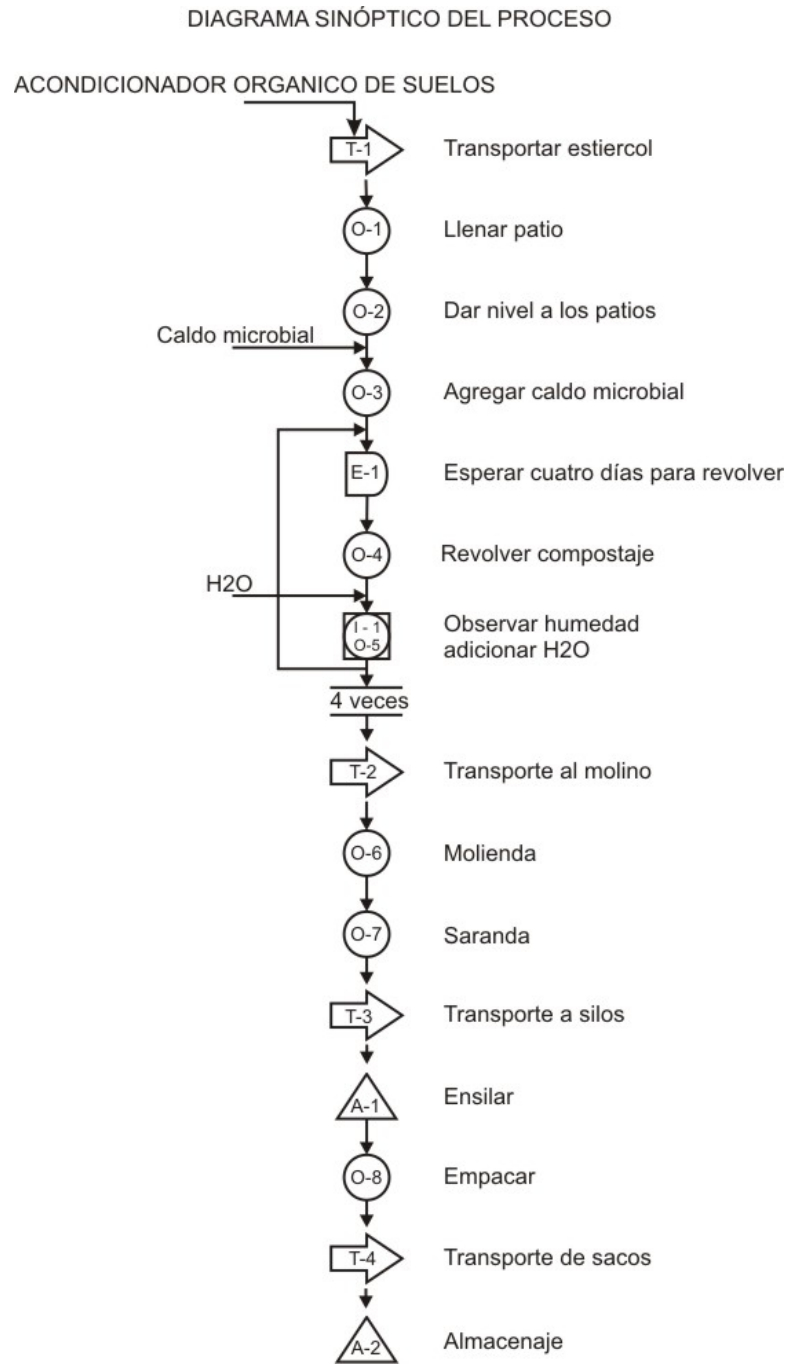 DIAGRAMA SINÓPTICO DEL PROCESO
ACONDICIONADOR ORGANICO DE SUELOS
T-1 Transportar estiercol
O-1 Llenar patio
O-2 Dar nivel a los patios
Caldo microbial
O-3 Agregar caldo microbial
E-1 Esperar cuatro días para revolver
O-4 Revolver compostaje
H2O
I - 1 Observar humedad
O-5 adicionar H2O
4 veces
T-2 Transporte al molino
O-6 Molienda
O-7 Saranda
T-3 Transporte a silos
A-1 Ensilar
O-8 Empacar
T-4 Transporte de sacos
A-2 Almacenaje